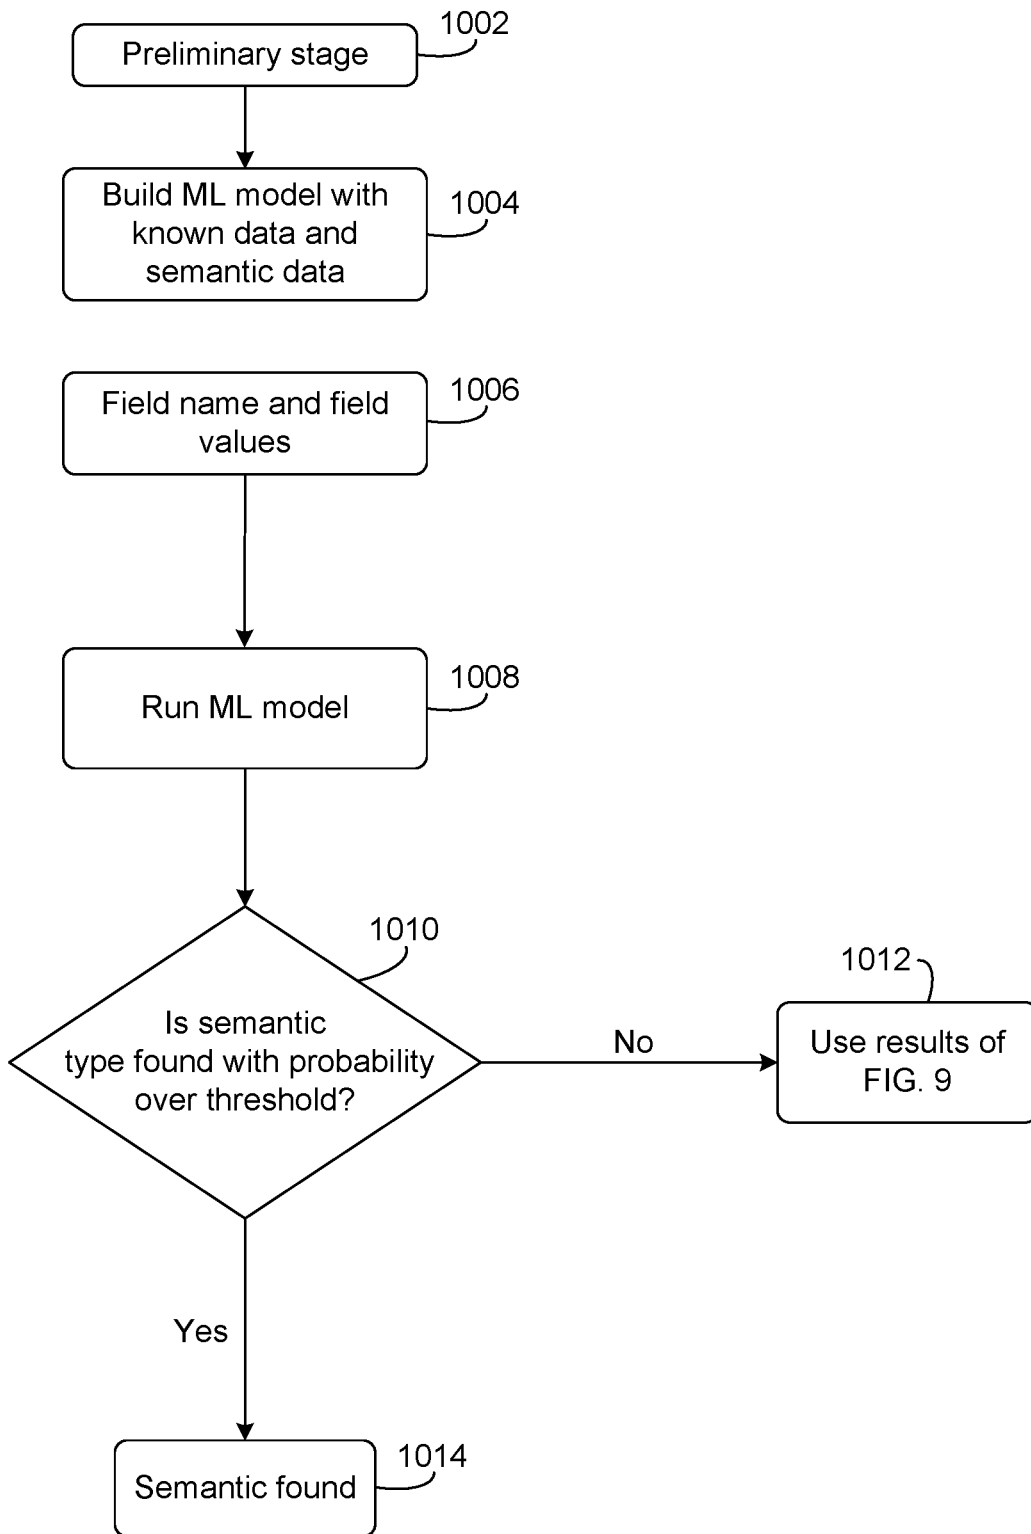 1002
Preliminary stage
Build ML model with
known data and
semantic data
1004
Field name and field
values
1006
Run ML model
1008
1010
Is semantic
type found with probability
over threshold?
No
1012
Use results of
FIG. 9
Yes
Semantic found
1014